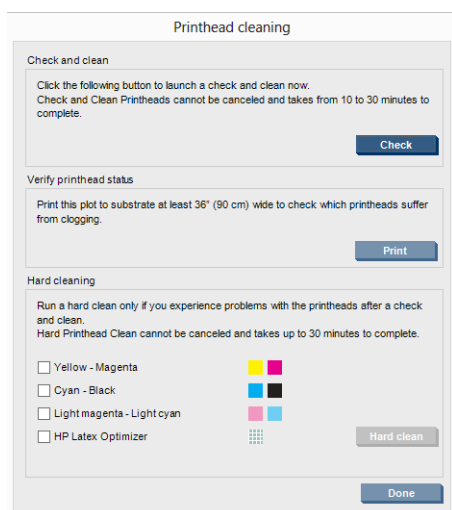 Printhead cleaning
Check and clean
Click the following button to launch a check and clean now.
Check and Clean Printheads cannot be canceled and takes from 10 to 30 minutes to
complete.
Check
Verify printhead status
Print this plot to substrate at least 36" (90 cm) wide to check which printheads suffer
from clogging.
Print
Hard cleaning
Run a hard clean only if you experience problems with the printheads after a check
and clean.
Hard Printhead Clean cannot be canceled and takes up to 30 minutes to complete.
Yellow - Magenta
Cyan - Black
Light magenta - Light cyan
HP Latex Optimizer
Hard clean
Done